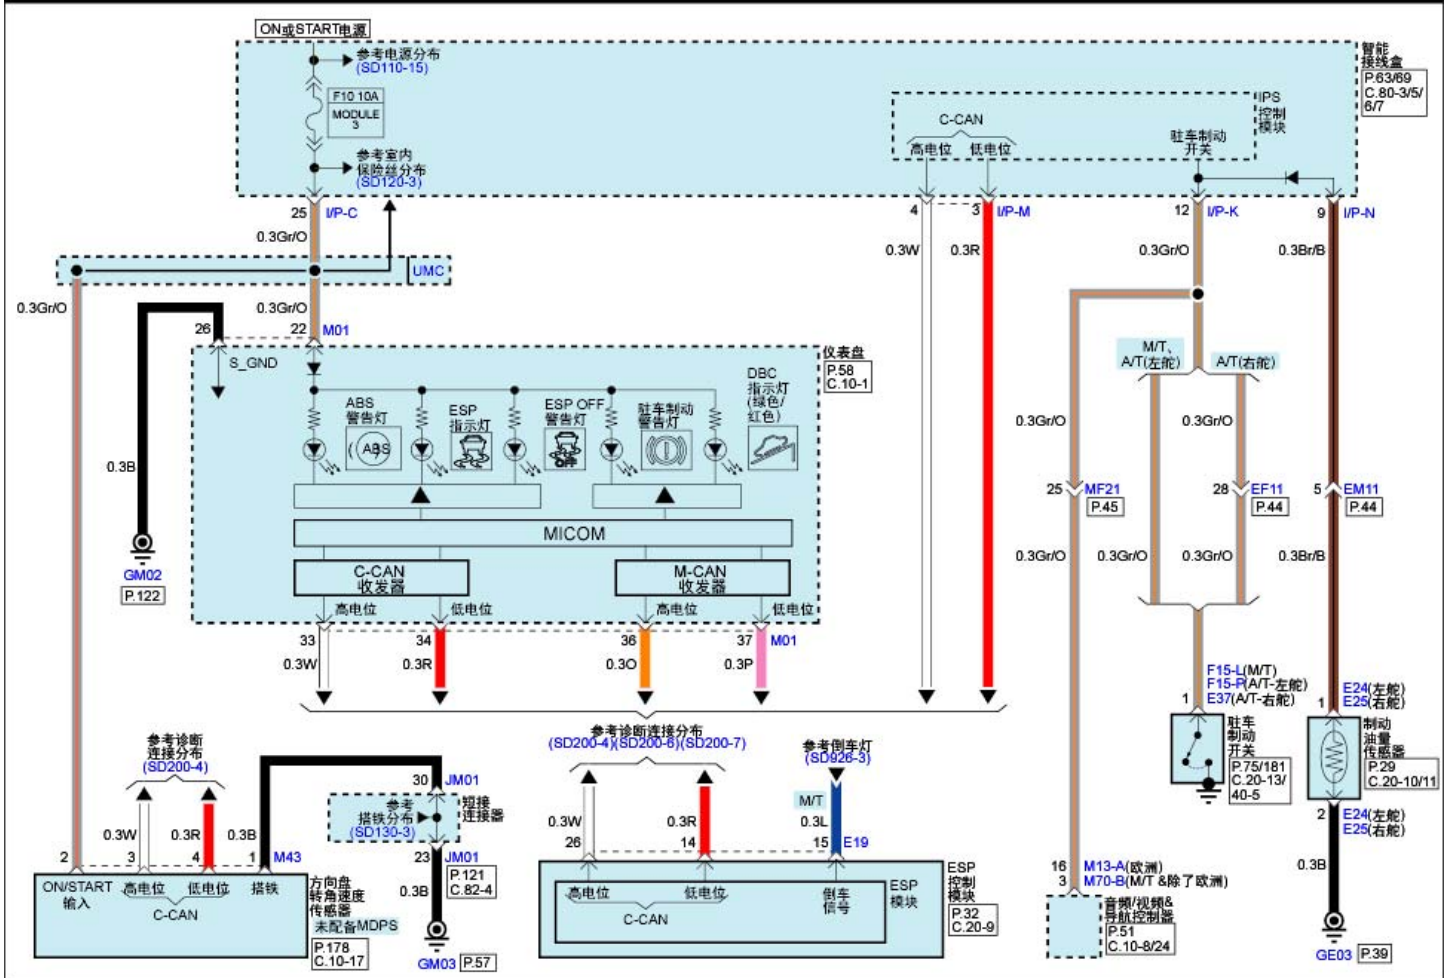 ON或START电源
参考电源分布
(SD110-15)
F10 10A
MODULE
3
参考室内
保险丝分布
(SD120-3)
智能
接线盒
P.63/69
C.80-3/5/
6/7
IPS
控制
模块
C-CAN
高电位 低电位
驻车制动
开关
25 I/P-C
4 3 I/P-M
12 I/P-K
9 I/P-N
0.3Gr/O
0.3W 0.3R
0.3Gr/O
0.3Br/B
UMC
0.3Gr/O
0.3Gr/O
26 22 M01
S_GND
仪表盘
P.58
C.10-1
ABS
警告灯
(ABS)
ESP
指示灯
ESP OFF
警告灯
OFF
驻车制动
警告灯
DBC
指示灯
(绿色/
红色)
M/T、
A/T(左舵)
A/T(右舵)
0.3B
0.3Gr/O
0.3Gr/O
25 MF21
P.45
28 EF11
P.44
5 EM11
P.44
MICOM
C-CAN
收发器
M-CAN
收发器
高电位 低电位 高电位 低电位
0.3Gr/O
0.3Gr/O
0.3Gr/O
0.3Br/B
GM02
P.122
33 34 36 37 M01
0.3W 0.3R 0.3O 0.3P
参考诊断连接分布
(SD200-4)(SD200-6)(SD200-7)
参考倒车灯
(SD926-3)
F15-L(M/T)
F15-P(A/T-左舵)
1 E37(A/T-右舵)
驻车
制动
开关
P.75/181
C.20-13/
40-5
E24(左舵)
1 E25(右舵)
制动
油量
传感器
P.29
C.20-10/11
2 E24(左舵)
E25(右舵)
0.3B
GE03 P.39
参考诊断
连接分布
(SD200-4)
30 JM01
参考
搭铁分布
(SD130-3)
短接
连接器
23 JM01
P.121
C.82-4
0.3B
GM03 P.57
0.3W 0.3R 0.3B
2 3 4 1 M43
ON/START
输入
高电位 低电位
C-CAN
搭铁
方向盘
转角速度
传感器
未配备MDPS
P.178
C.10-17
M/T
0.3W 0.3R 0.3L
26 14 15 E19
高电位 低电位
C-CAN
倒车
信号
ESP
模块
ESP
控制
模块
P.32
C.20-9
16 M13-A(欧洲)
3 M70-B(M/T &除了欧洲)
音频/视频&
导航控制器
P.51
C.10-8/24